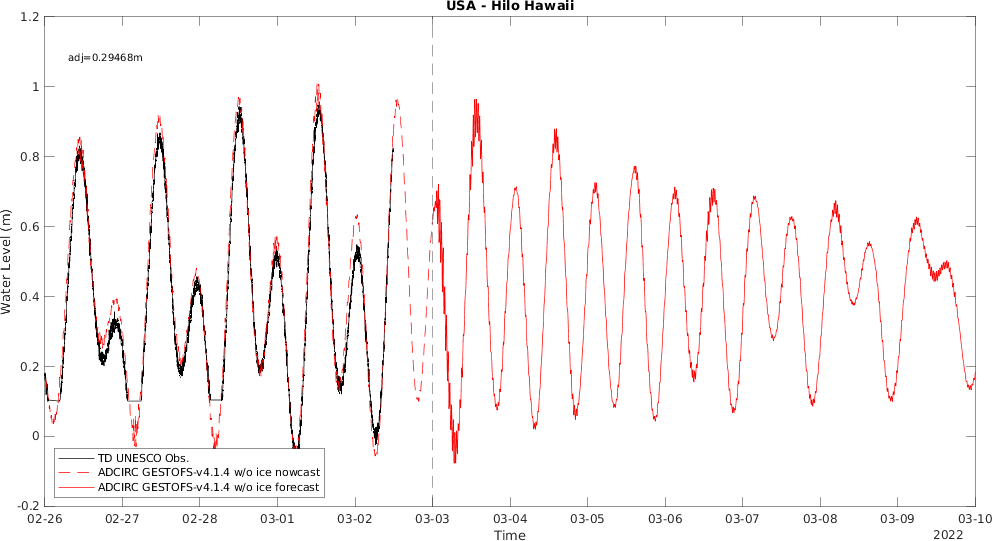 USA - Hilo Hawaii
adj=0.29468m
Water Level (m)
1.2
1
0.8
0.6
0.4
0.2
0
-0.2
TD UNESCO Obs.
ADCIRC GESTOFS-v4.1.4 w/o ice nowcast
ADCIRC GESTOFS-v4.1.4 w/o ice forecast
02-26 02-27 02-28 03-01 03-02 03-03 03-04 03-05 03-06 03-07 03-08 03-09 03-10
Time
2022